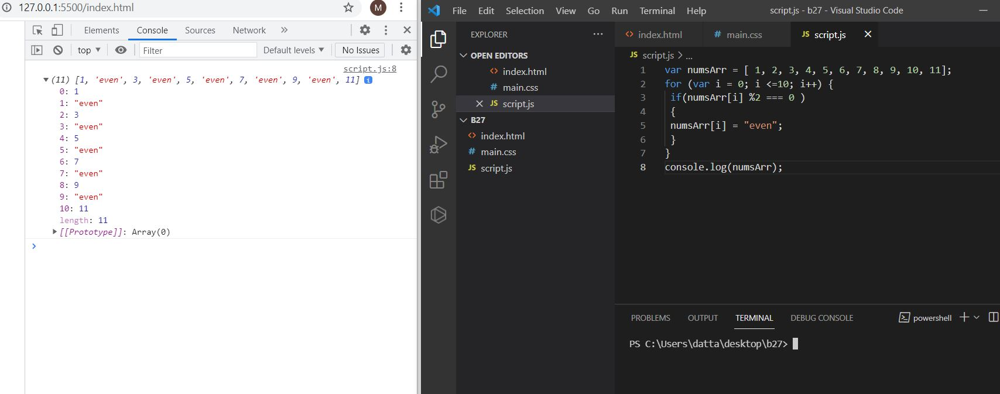 127.0.0.1:5500/index.html
M
Elements Console Sources Network »
top Filter Default levels No Issues
script.js:8
(11) [1, 'even', 3, 'even', 5, 'even', 7, 'even', 9, 'even', 11] i
0: 1
1: "even"
2: 3
3: "even"
4: 5
5: "even"
6: 7
7: "even"
8: 9
9: "even"
10: 11
length: 11
[[Prototype]]: Array(0)
>
File Edit Selection View Go Run Terminal Help script.js - b27 - Visual Studio Code
EXPLORER ...
OPEN EDITORS
<> index.html
# main.css
JS script.js
B27
<> index.html
# main.css
JS script.js
<> index.html # main.css JS script.js
JS script.js > ...
1 var numsArr = [ 1, 2, 3, 4, 5, 6, 7, 8, 9, 10, 11];
2 for (var i = 0; i <=10; i++) {
3 if(numsArr[i] %2 === 0 )
4 {
5 numsArr[i] = "even";
6 }
7 }
8 console.log(numsArr);
PROBLEMS OUTPUT TERMINAL DEBUG CONSOLE powershell
PS C:\Users\datta\desktop\b27>